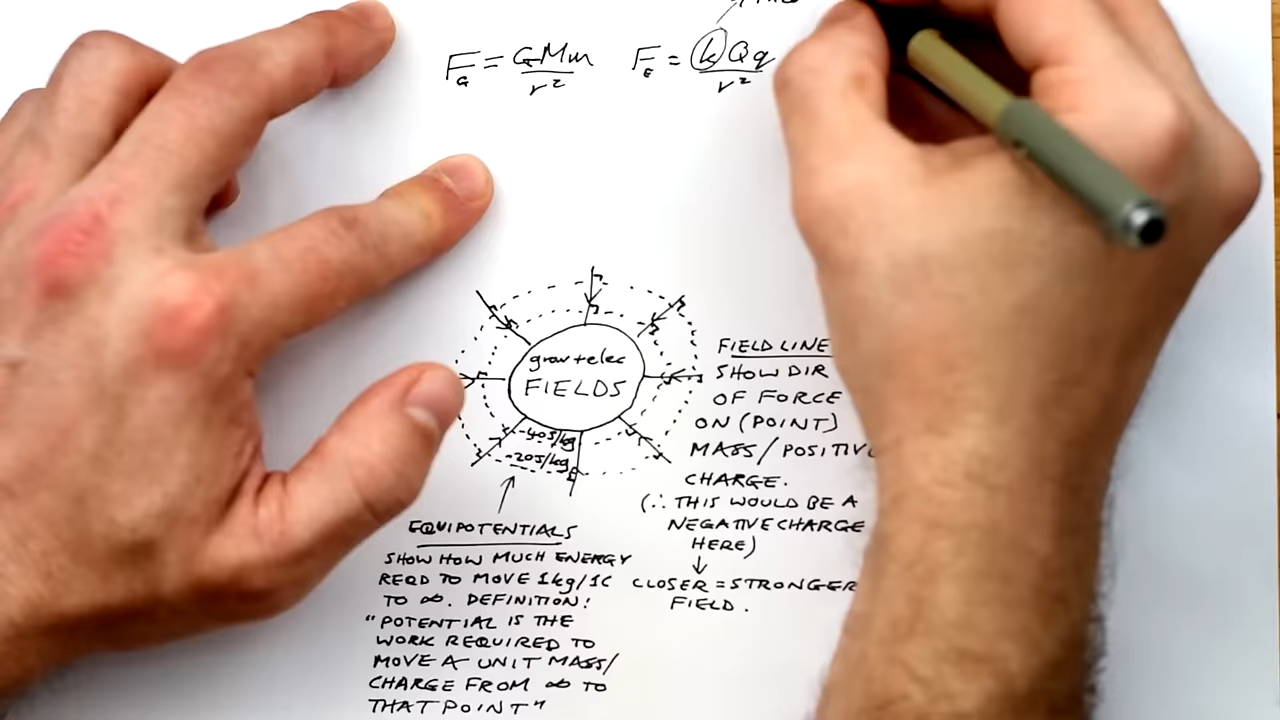 F_G = GMm/r² F_E = kQq/r²
grav + elec
FIELDS
-40J/kg
-20J/kg
FIELD LINE
SHOW DIR
OF FORCE
ON (POINT)
MASS/POSITIVE
CHARGE.
(∴ THIS WOULD BE A
NEGATIVE CHARGE
HERE)
↓
CLOSER = STRONGER
FIELD.
EQUIPOTENTIALS
SHOW HOW MUCH ENERGY
REQD TO MOVE 1kg/1C
TO ∞. DEFINITION:
"POTENTIAL IS THE
WORK REQUIRED TO
MOVE A UNIT MASS/
CHARGE FROM ∞ TO
THAT POINT"